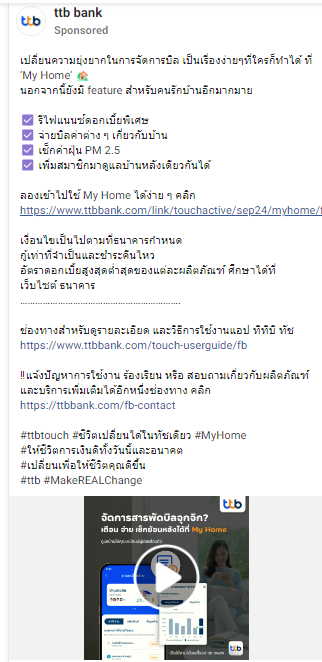 ttb bank
Sponsored
เปลี่ยนความยุ่งยากในการจัดการบิล เป็นเรื่องง่ายๆที่ใครก็ทำได้ ที่
'My Home' 🏠
นอกจากนี้ยังมี feature สำหรับคนรักบ้านอีกมากมาย
☑ รีไฟแนนซ์ดอกเบี้ยพิเศษ
☑ จ่ายบิลค่าต่าง ๆ เกี่ยวกับบ้าน
☑ เช็กค่าฝุ่น PM 2.5
☑ เพิ่มสมาชิกมาดูแลบ้านหลังเดียวกันได้
ลองเข้าไปใช้ My Home ได้ง่าย ๆ คลิก
https://www.ttbbank.com/link/touchactive/sep24/myhome/f
เงื่อนไขเป็นไปตามที่ธนาคารกำหนด
กู้เท่าที่จำเป็นและชำระคืนไหว
อัตราดอกเบี้ยสูงสุดต่ำสุดของแต่ละผลิตภัณฑ์ ศึกษาได้ที่
เว็บไซต์ ธนาคาร
.................................................................
ช่องทางสำหรับดูรายละเอียด และวิธีการใช้งานแอป ทีทีบี ทัช
https://www.ttbbank.com/touch-userguide/fb
‼แจ้งปัญหาการใช้งาน ร้องเรียน หรือ สอบถามเกี่ยวกับผลิตภัณฑ์
และบริการเพิ่มเติมได้อีกหนึ่งช่องทาง คลิก
https://ttbbank.com/fb-contact
#ttbtouch #ชีวิตเปลี่ยนได้ในทัชเดียว #MyHome
#ให้ชีวิตการเงินดีทั้งวันนี้และอนาคต
#เปลี่ยนเพื่อให้ชีวิตคุณดีขึ้น
#ttb #MakeREALChange
ttb
จัดการสารพัดบิลจุกจิก?
เตือน จ่าย เช็กย้อนหลังได้ที่ My Home
ttb